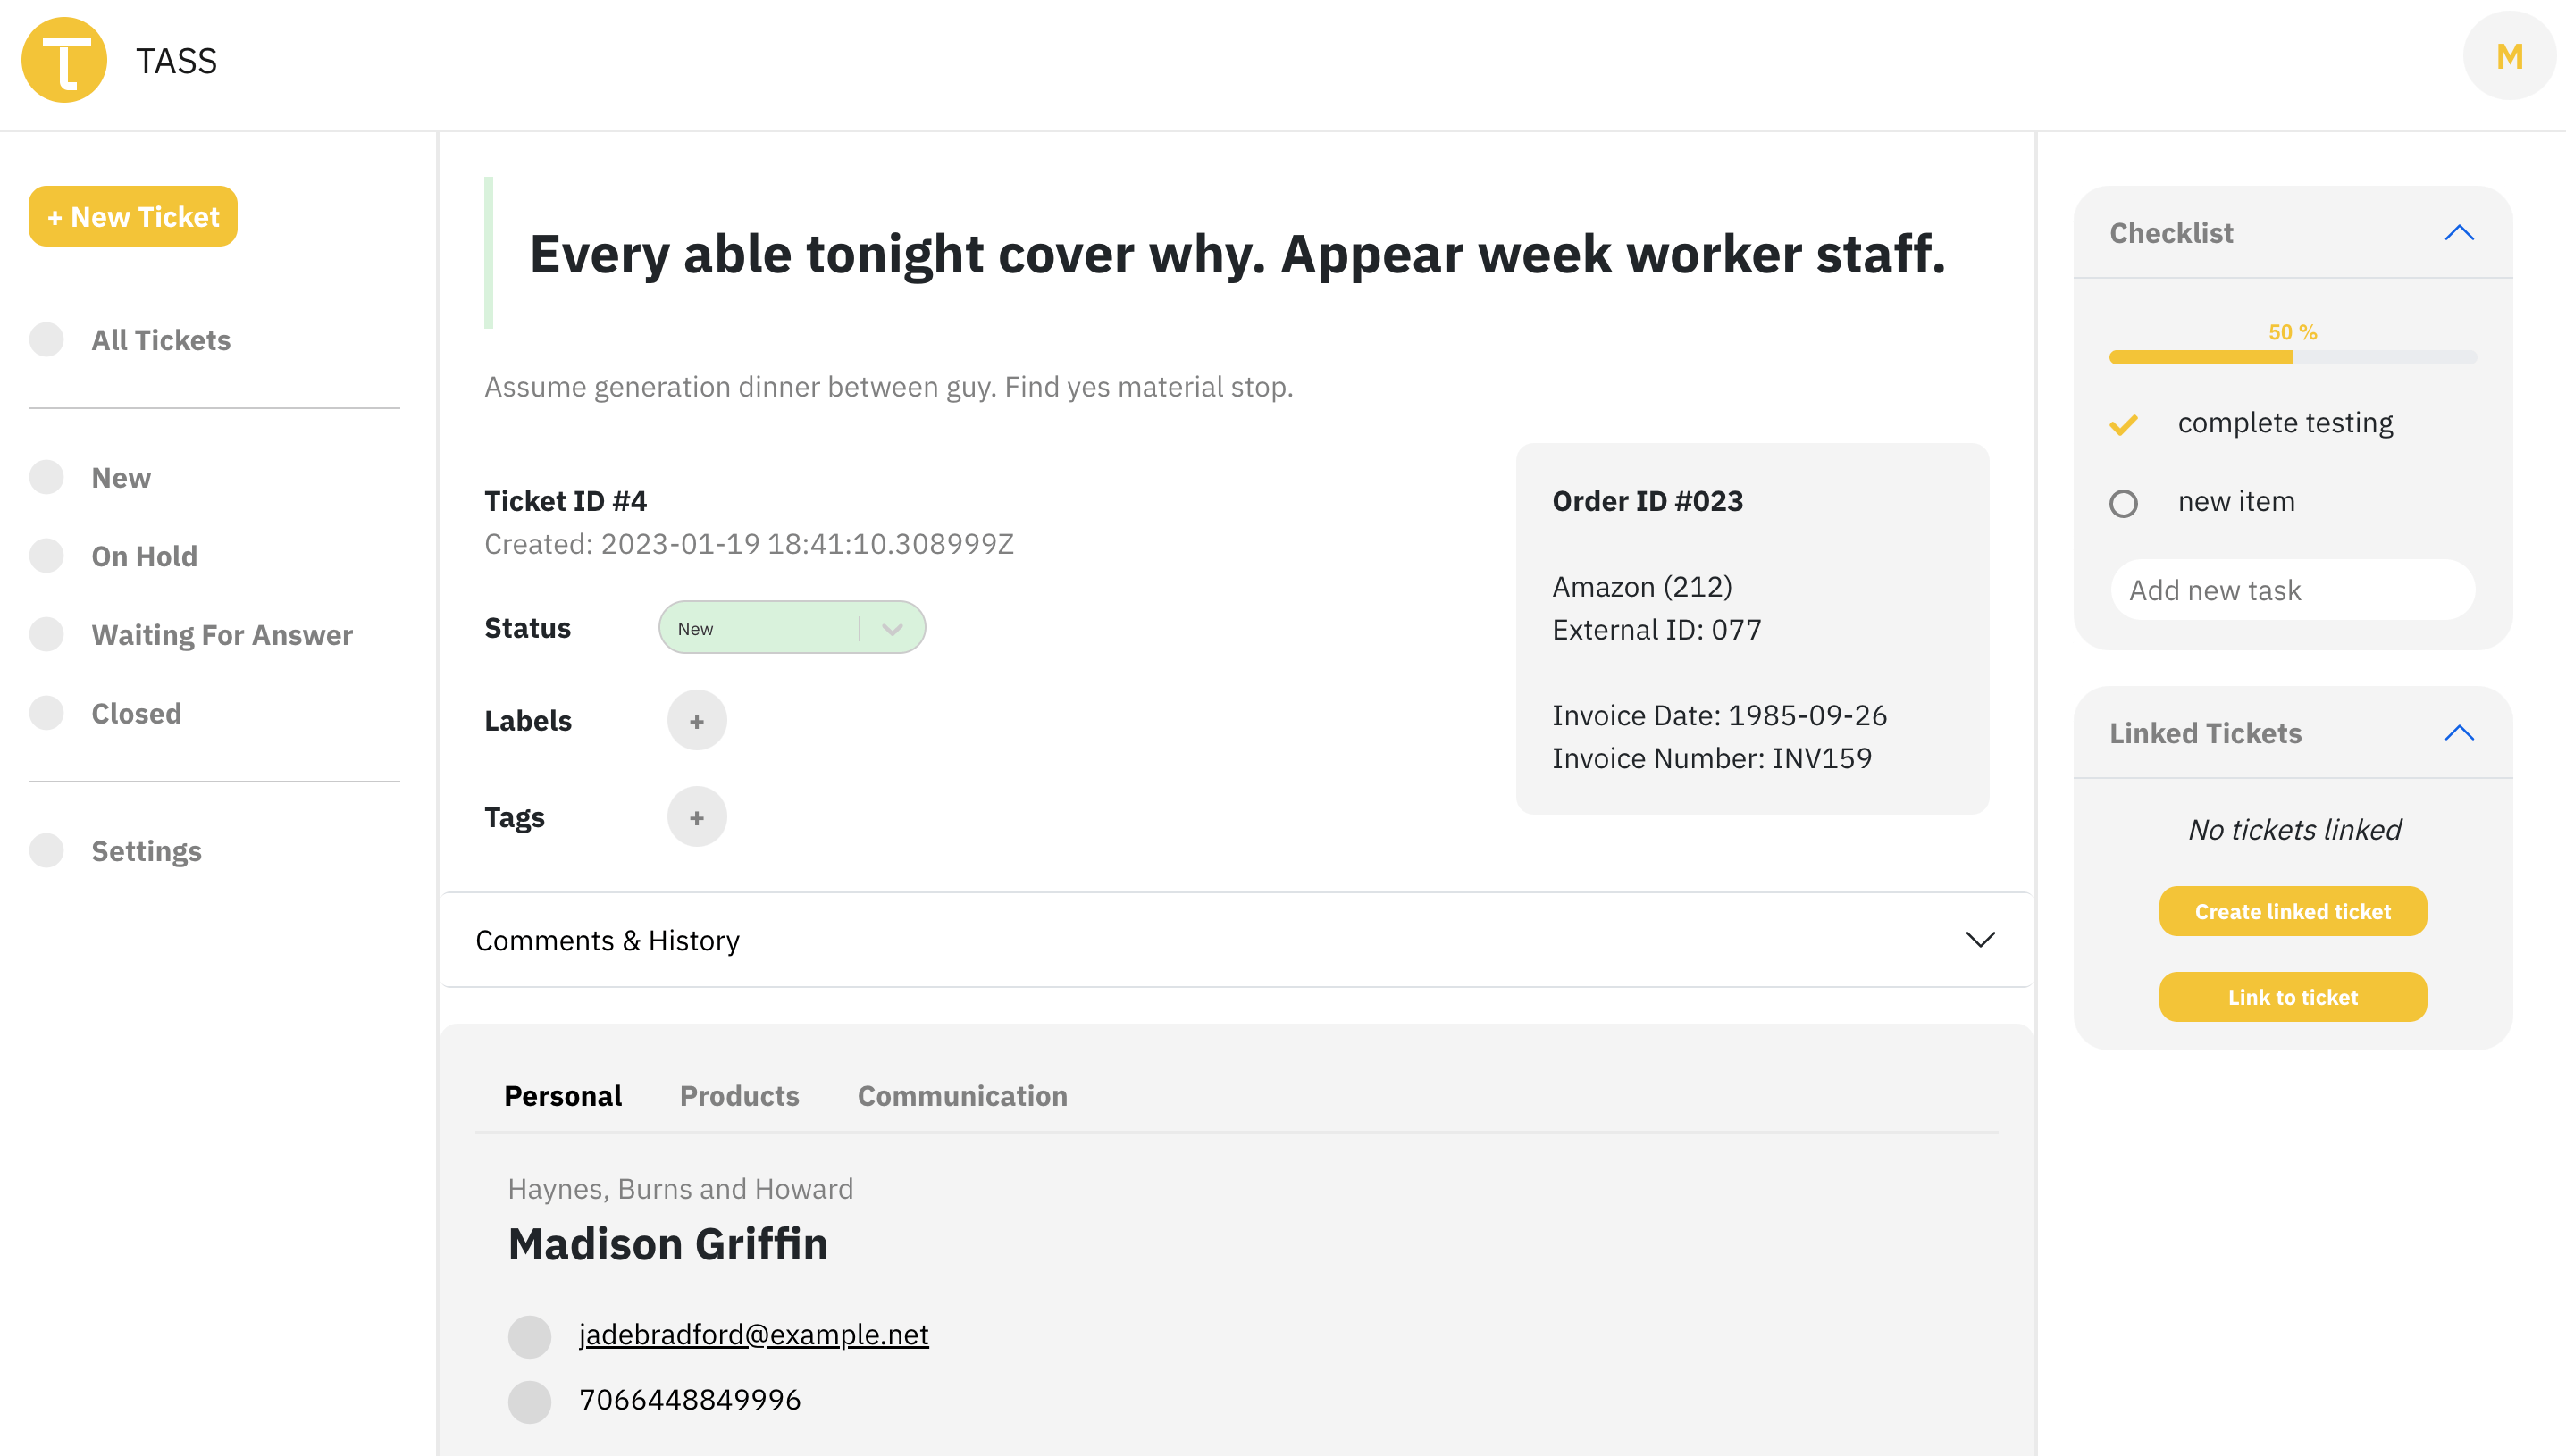 TASS
M
+ New Ticket
All Tickets
New
On Hold
Waiting For Answer
Closed
Settings
Every able tonight cover why. Appear week worker staff.
Assume generation dinner between guy. Find yes material stop.
Ticket ID #4
Created: 2023-01-19 18:41:10.308999Z
Status
New
Labels
+
Tags
+
Order ID #023
Amazon (212)
External ID: 077
Invoice Date: 1985-09-26
Invoice Number: INV159
Comments & History
Personal Products Communication
Haynes, Burns and Howard
Madison Griffin
jadebradford@example.net
7066448849996
Checklist
50 %
complete testing
new item
Add new task
Linked Tickets
No tickets linked
Create linked ticket
Link to ticket